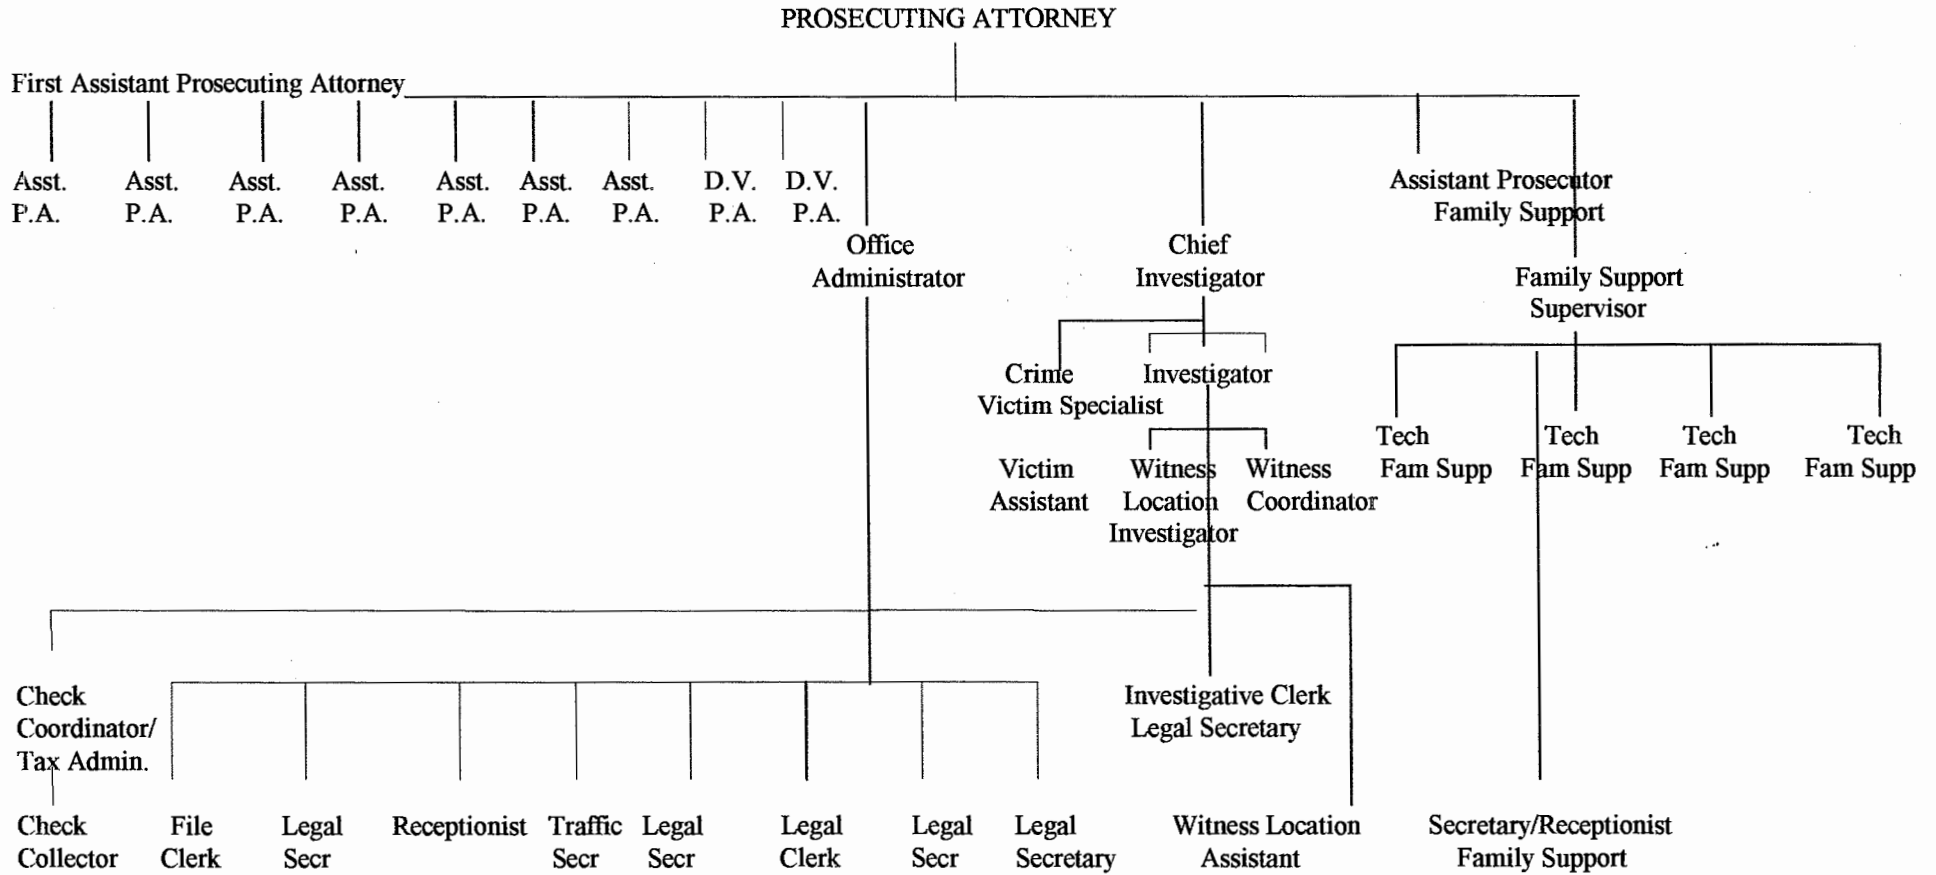 PROSECUTING ATTORNEY
First Assistant Prosecuting Attorney
Asst. Asst. Asst. Asst. Asst. Asst. Asst. D.V. D.V.
P.A. P.A. P.A. P.A. P.A. P.A. P.A. P.A. P.A.
Assistant Prosecutor
Family Support
Office
Administrator
Chief
Investigator
Family Support
Supervisor
Crime
Victim Specialist
Investigator
Victim
Assistant
Witness
Location
Investigator
Witness
Coordinator
Tech
Fam Supp
Tech
Fam Supp
Tech
Fam Supp
Tech
Fam Supp
Check
Coordinator/
Tax Admin.
Investigative Clerk
Legal Secretary
Check
Collector
File
Clerk
Legal
Secr
Receptionist
Traffic
Secr
Legal
Secr
Legal
Clerk
Legal
Secr
Legal
Secretary
Witness Location
Assistant
Secretary/Receptionist
Family Support